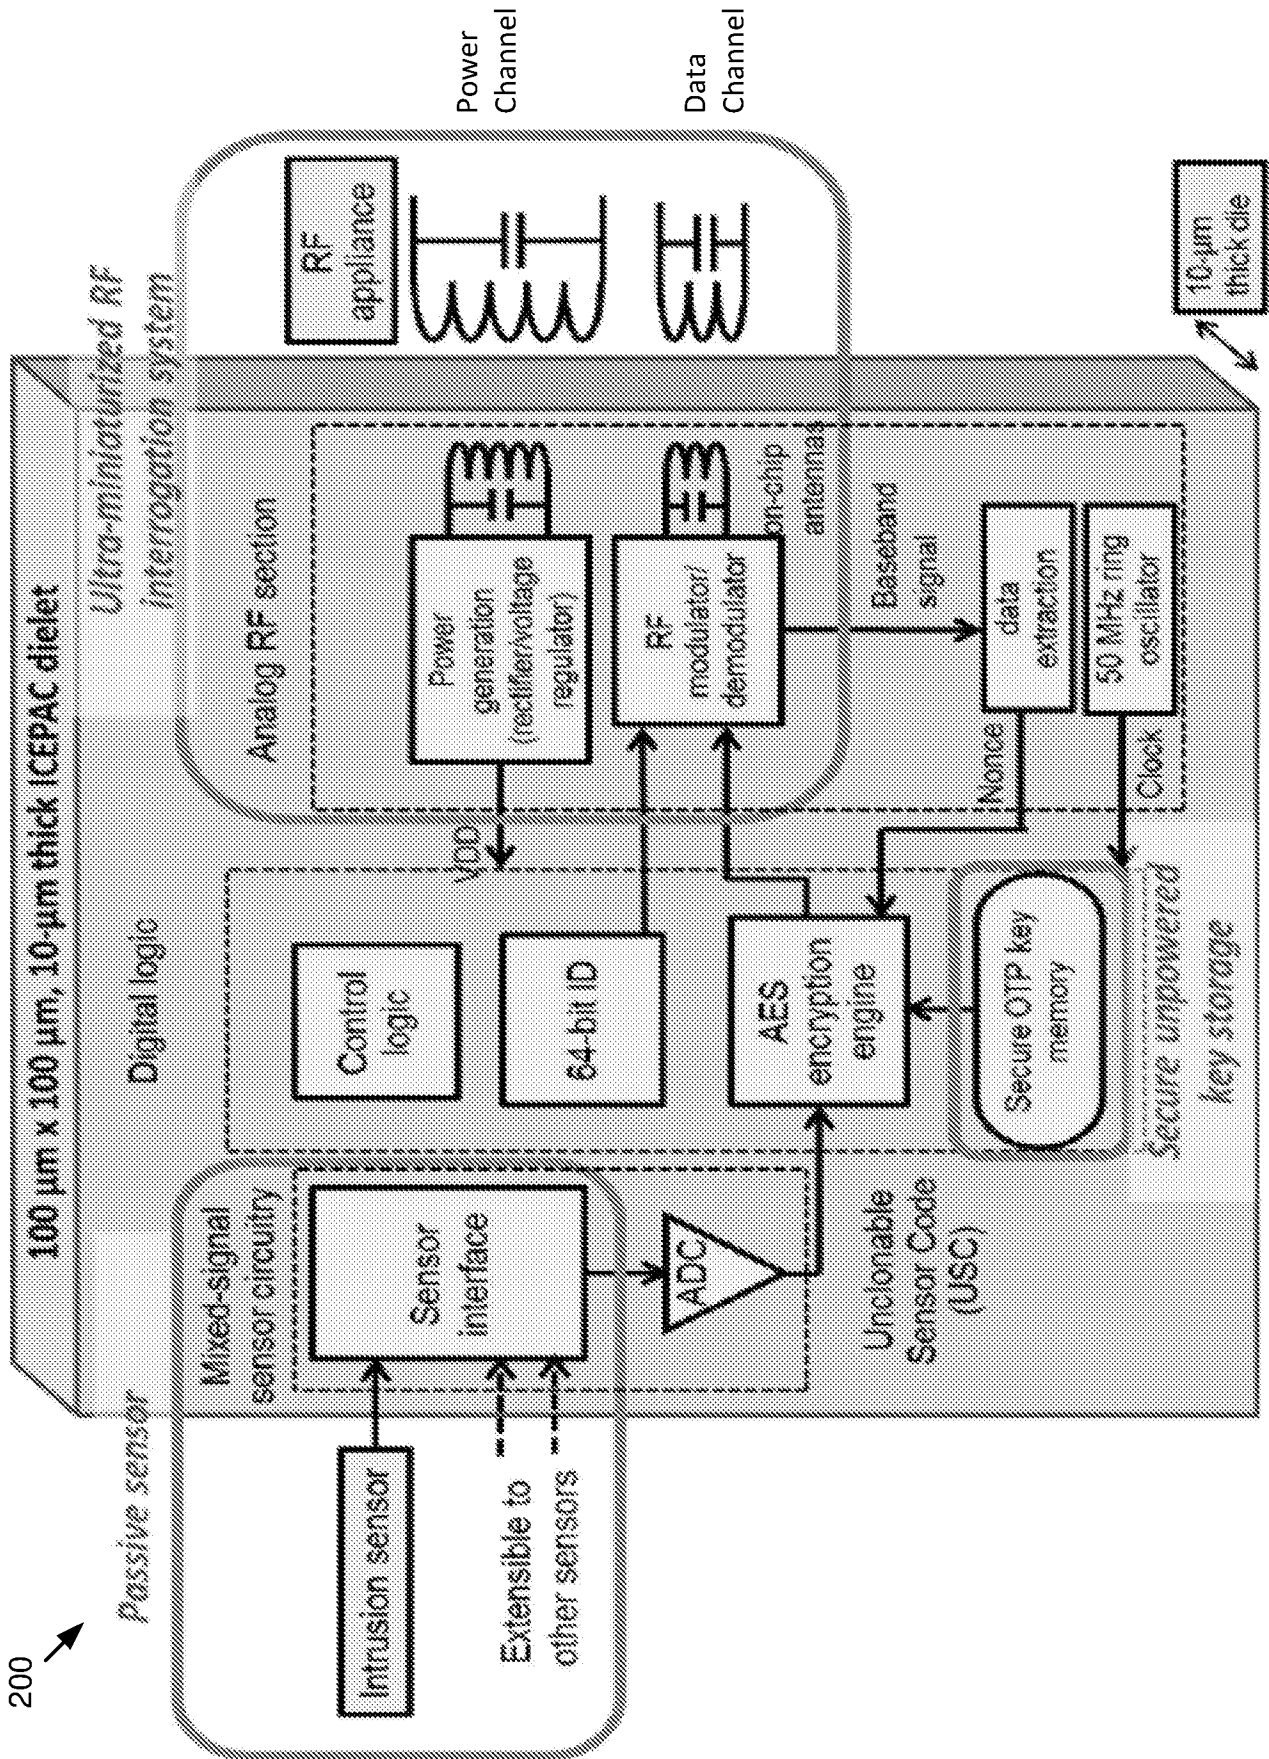 200
100 µm x 100 µm, 10-µm thick ICEPAC dielet
Passive sensor
Mixed-signal
sensor circuitry
Intrusion sensor
Extensible to
other sensors
Sensor
interface
ADC
Unclonable
Sensor Code
(USC)
Digital logic
Control
logic
64-bit ID
AES
encryption
engine
Secure OTP key
memory
Secure unpowered
key storage
Ultra-miniaturized RF
interrogation system
Analog RF section
VDD
Power
generation
(rectifier/voltage
regulator)
RF
modulator/
demodulator
on-chip
antennas
Baseband
signal
Nonce
data
extraction
Clock
50 MHz ring
oscillator
RF
appliance
Power
Channel
Data
Channel
10-µm
thick die